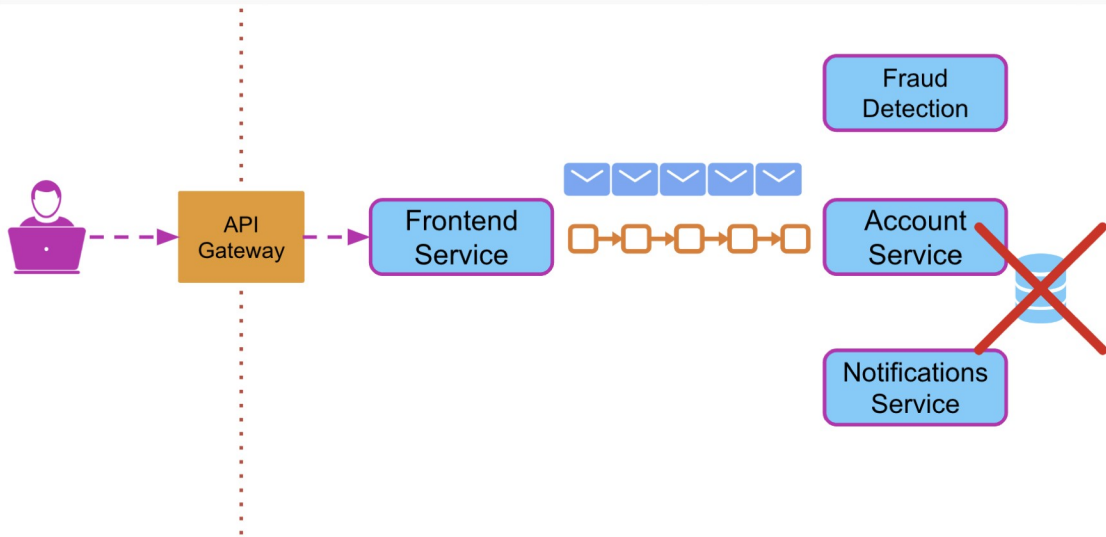 API
Gateway
Frontend
Service
Fraud
Detection
Account
Service
Notifications
Service